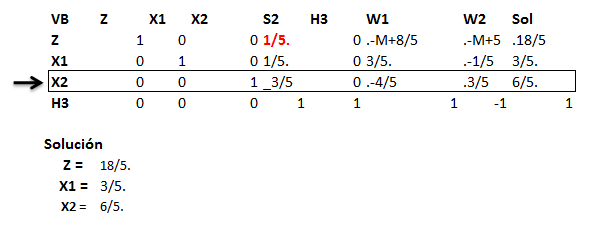 VB Z X1 X2 S2 H3 W1 W2 Sol
Z 1 0 0 1/5. 0 .-M+8/5 .-M+5 .18/5
X1 0 1 0 1/5. 0 3/5. .-1/5 3/5.
X2 0 0 1 _3/5 0 .-4/5 .3/5 6/5.
H3 0 0 0 1 1 1 -1 1
Solución
Z = 18/5.
X1 = 3/5.
X2 = 6/5.